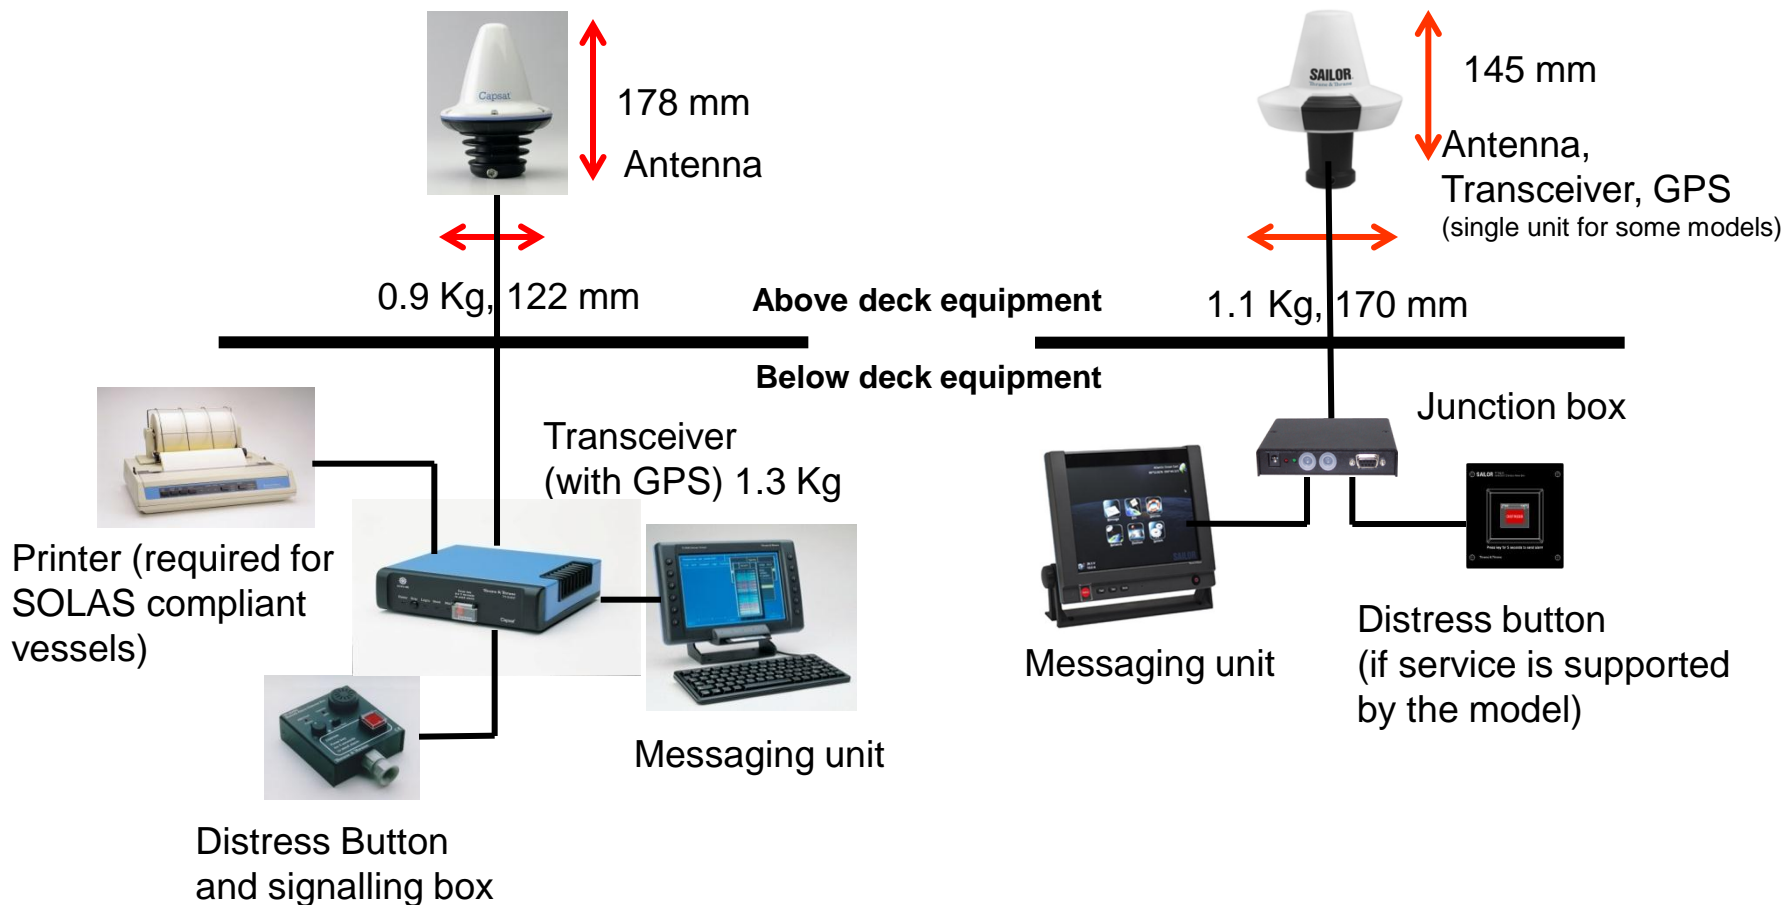 Capsat
178 mm
Antenna
0.9 Kg, 122 mm
Above deck equipment
Below deck equipment
SAILOR
145 mm
Antenna,
Transceiver, GPS
(single unit for some models)
1.1 Kg, 170 mm
Printer (required for
SOLAS compliant
vessels)
Transceiver
(with GPS) 1.3 Kg
Capsat
Messaging unit
Distress Button
and signalling box
Junction box
SAILOR
Messaging unit
SAILOR
Distress button
(if service is supported
by the model)